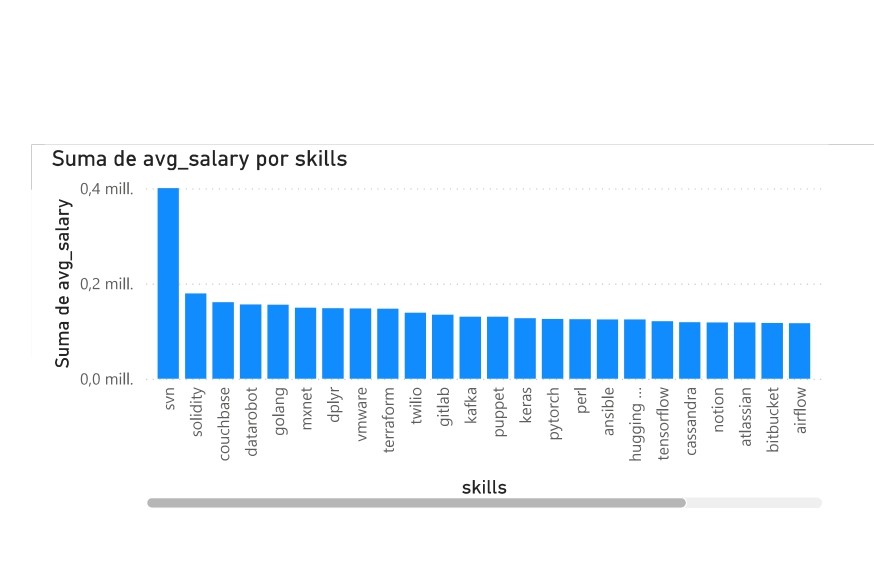 Suma de avg_salary por skills
Suma de avg_salary
0,4 mill.
0,2 mill.
0,0 mill.
svn
solidity
couchbase
datarobot
golang
mxnet
dplyr
vmware
terraform
twilio
gitlab
kafka
puppet
keras
pytorch
perl
ansible
hugging ...
tensorflow
cassandra
notion
atlassian
bitbucket
airflow
skills